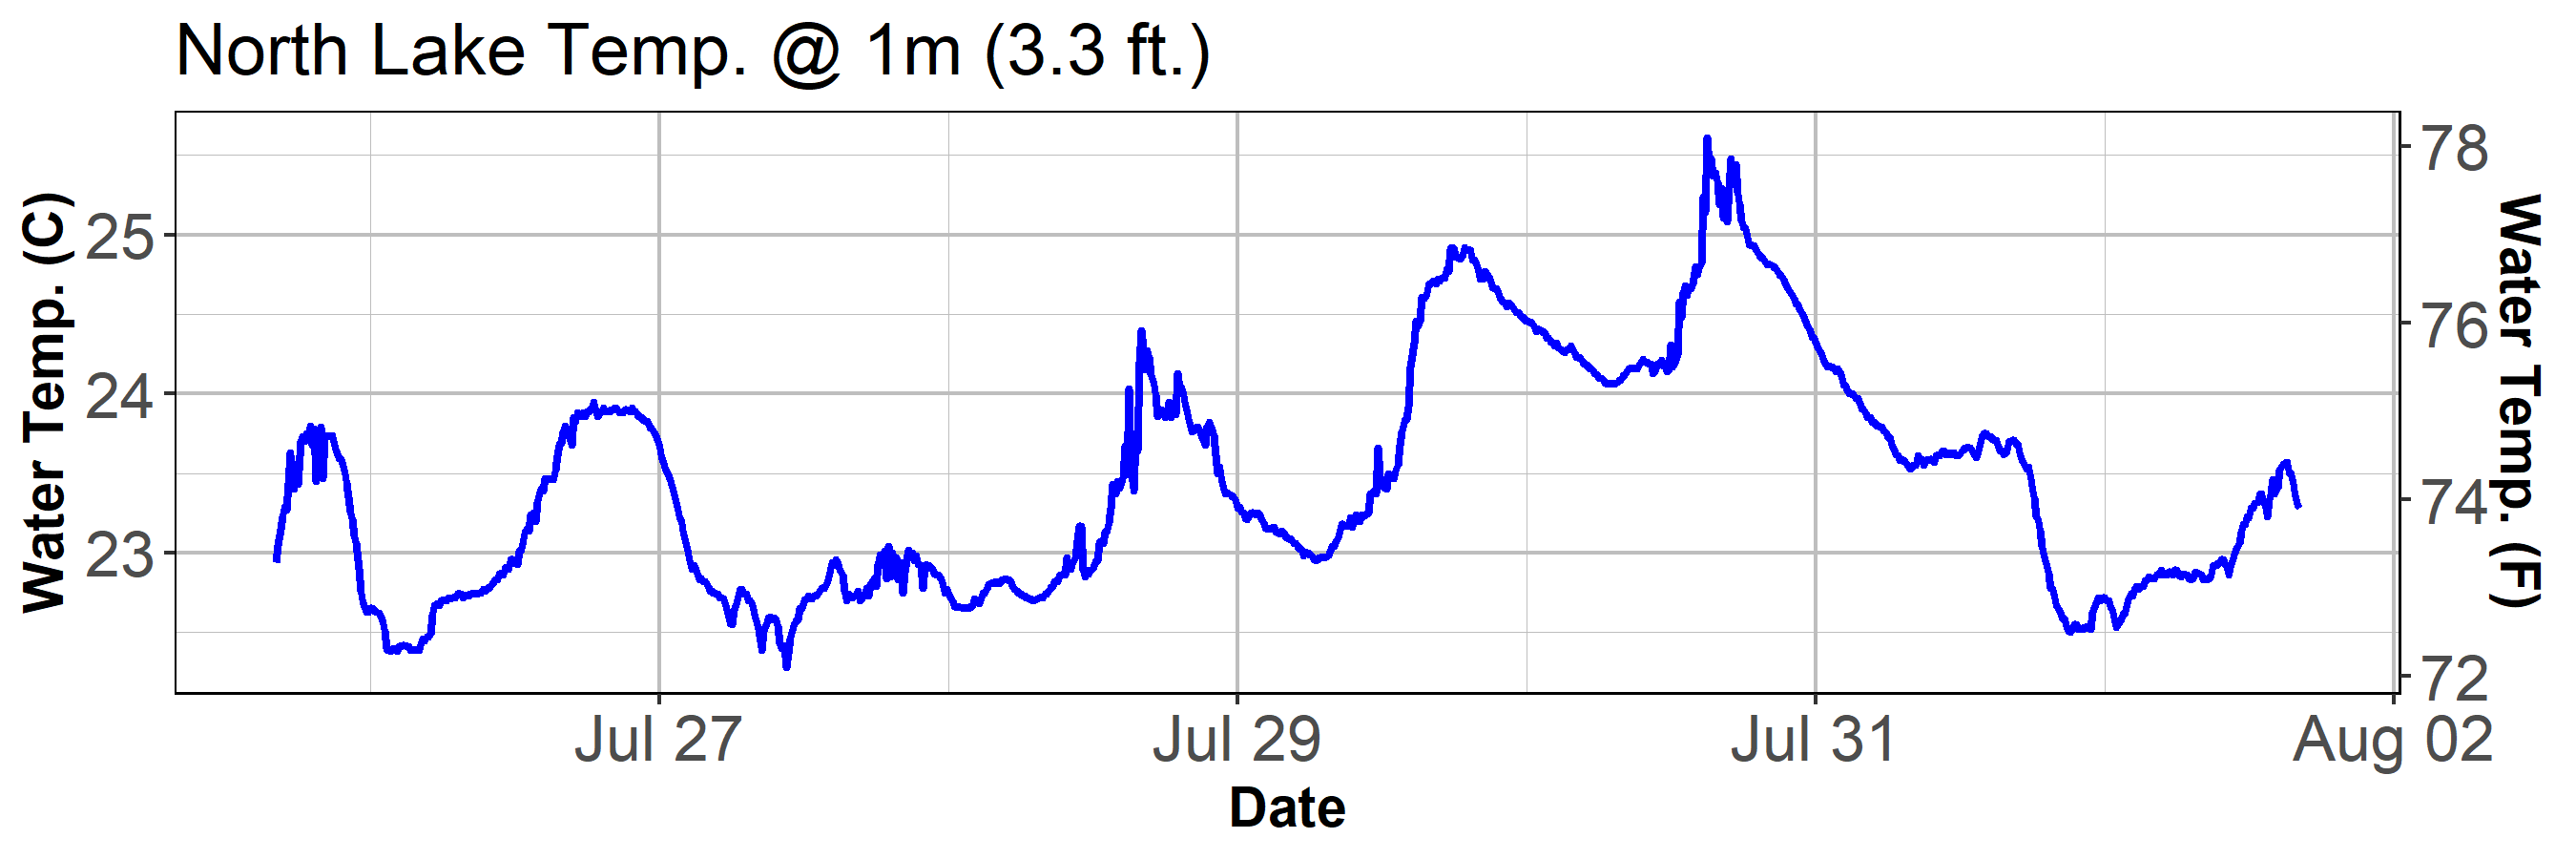 North Lake Temp. @ 1m (3.3 ft.)
Water Temp. (C)
25
24
23
78
76
74
72
Water Temp. (F)
Jul 27
Jul 29
Jul 31
Aug 02
Date